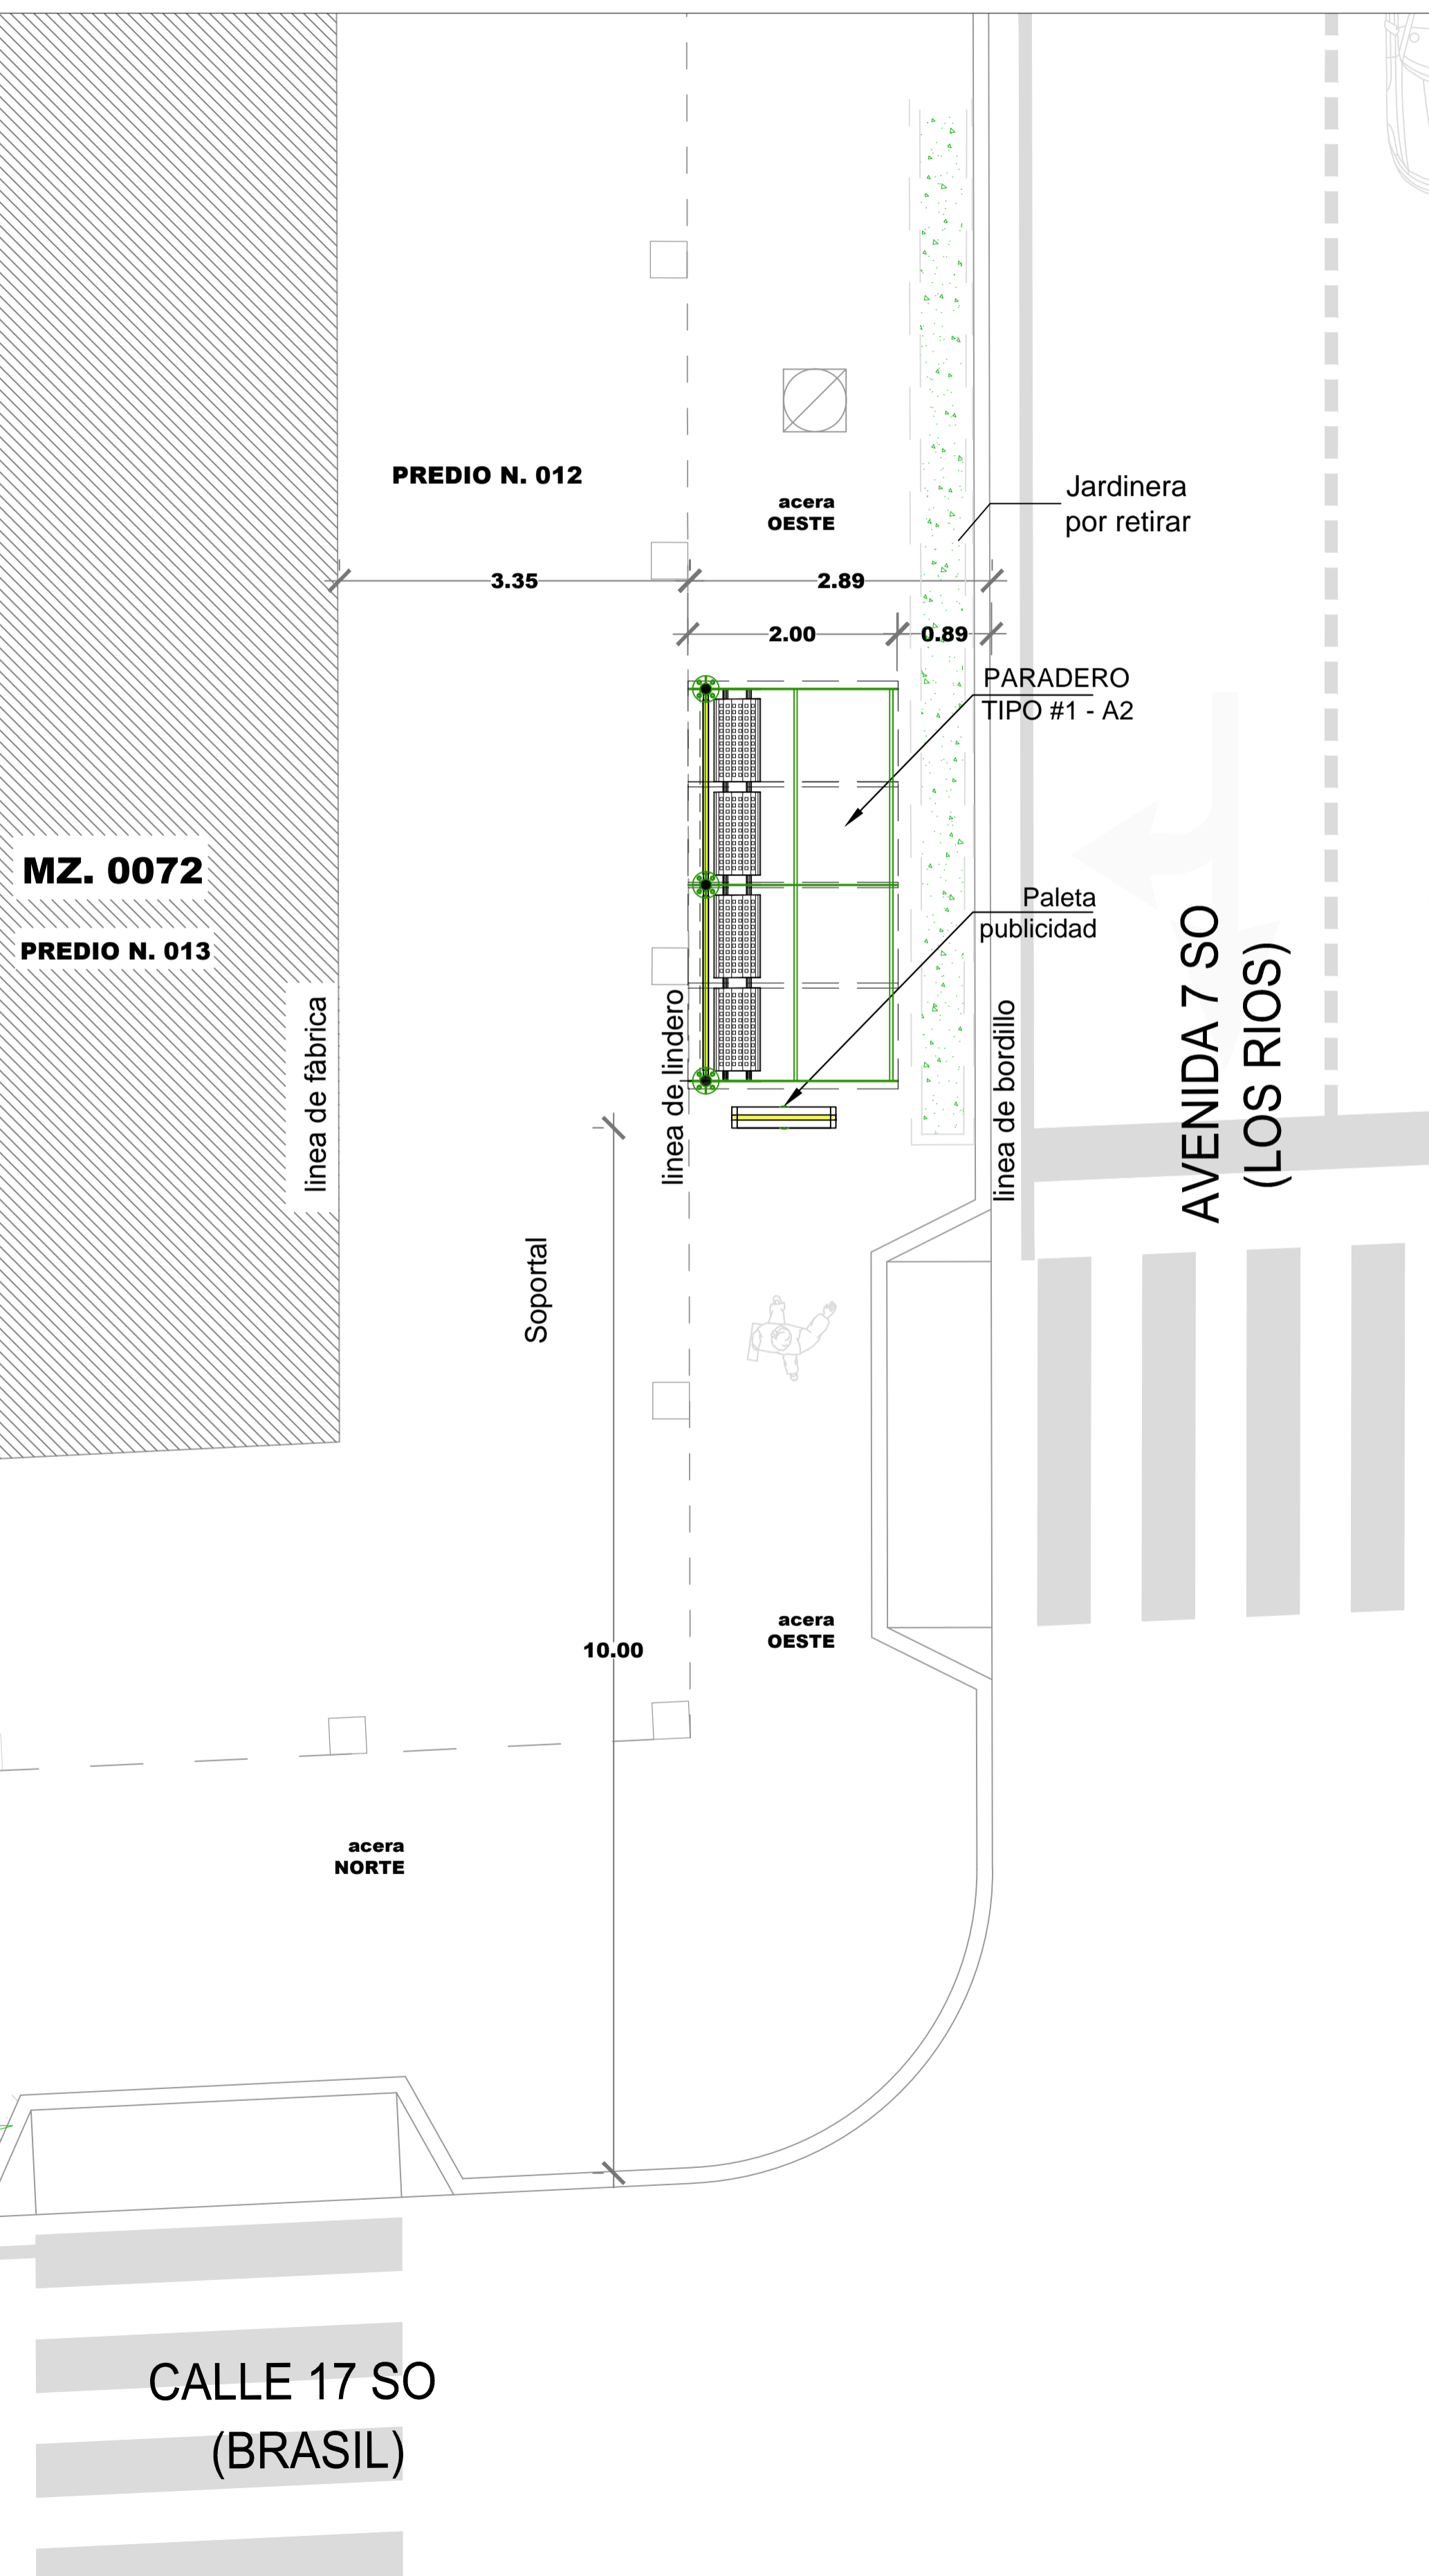 PREDIO N. 012
acera
OESTE
Jardinera
por retirar
3.35
2.89
2.00
0.89
PARADERO
TIPO #1 - A2
MZ. 0072
PREDIO N. 013
Paleta
publicidad
linea de fàbrica
linea de lindero
linea de bordillo
AVENIDA 7 SO
(LOS RIOS)
Soportal
acera
OESTE
10.00
acera
NORTE
CALLE 17 SO
(BRASIL)